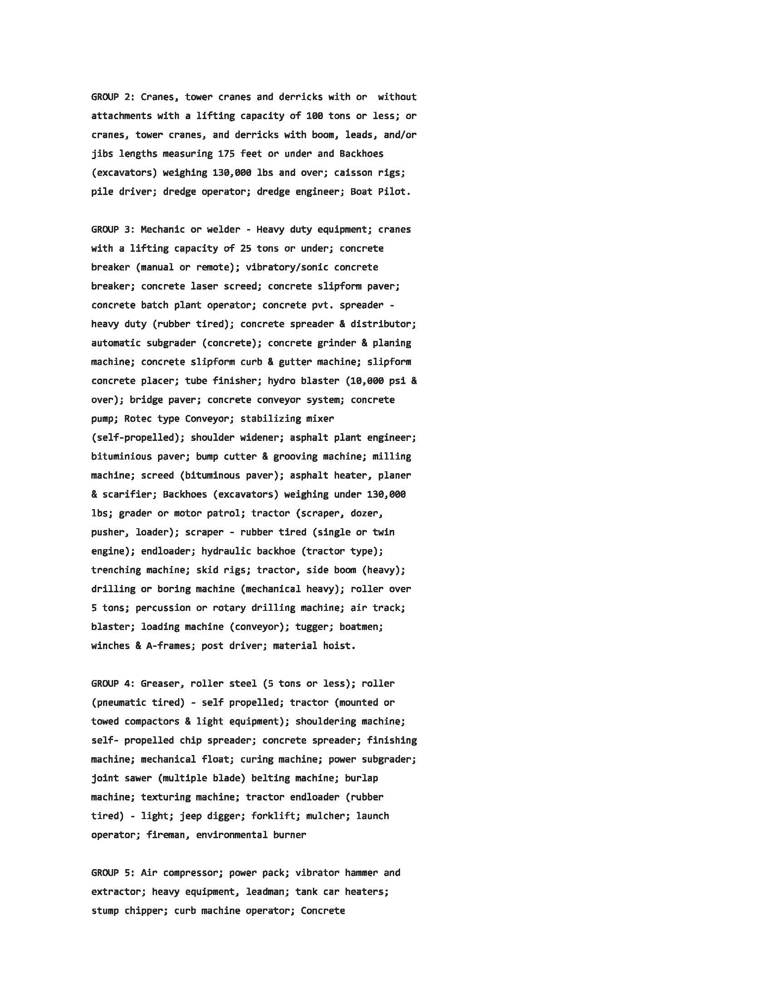 GROUP 2: Cranes, tower cranes and derricks with or  without
attachments with a lifting capacity of 100 tons or less; or
cranes, tower cranes, and derricks with boom, leads, and/or
jibs lengths measuring 175 feet or under and Backhoes
(excavators) weighing 130,000 lbs and over; caisson rigs;
pile driver; dredge operator; dredge engineer; Boat Pilot.

GROUP 3: Mechanic or welder - Heavy duty equipment; cranes
with a lifting capacity of 25 tons or under; concrete
breaker (manual or remote); vibratory/sonic concrete
breaker; concrete laser screed; concrete slipform paver;
concrete batch plant operator; concrete pvt. spreader -
heavy duty (rubber tired); concrete spreader & distributor;
automatic subgrader (concrete); concrete grinder & planing
machine; concrete slipform curb & gutter machine; slipform
concrete placer; tube finisher; hydro blaster (10,000 psi &
over); bridge paver; concrete conveyor system; concrete
pump; Rotec type Conveyor; stabilizing mixer
(self-propelled); shoulder widener; asphalt plant engineer;
bituminious paver; bump cutter & grooving machine; milling
machine; screed (bituminous paver); asphalt heater, planer
& scarifier; Backhoes (excavators) weighing under 130,000
lbs; grader or motor patrol; tractor (scraper, dozer,
pusher, loader); scraper - rubber tired (single or twin
engine); endloader; hydraulic backhoe (tractor type);
trenching machine; skid rigs; tractor, side boom (heavy);
drilling or boring machine (mechanical heavy); roller over
5 tons; percussion or rotary drilling machine; air track;
blaster; loading machine (conveyor); tugger; boatmen;
winches & A-frames; post driver; material hoist.

GROUP 4: Greaser, roller steel (5 tons or less); roller
(pneumatic tired) - self propelled; tractor (mounted or
towed compactors & light equipment); shouldering machine;
self- propelled chip spreader; concrete spreader; finishing
machine; mechanical float; curing machine; power subgrader;
joint sawer (multiple blade) belting machine; burlap
machine; texturing machine; tractor endloader (rubber
tired) - light; jeep digger; forklift; mulcher; launch
operator; fireman, environmental burner

GROUP 5: Air compressor; power pack; vibrator hammer and
extractor; heavy equipment, leadman; tank car heaters;
stump chipper; curb machine operator; Concrete